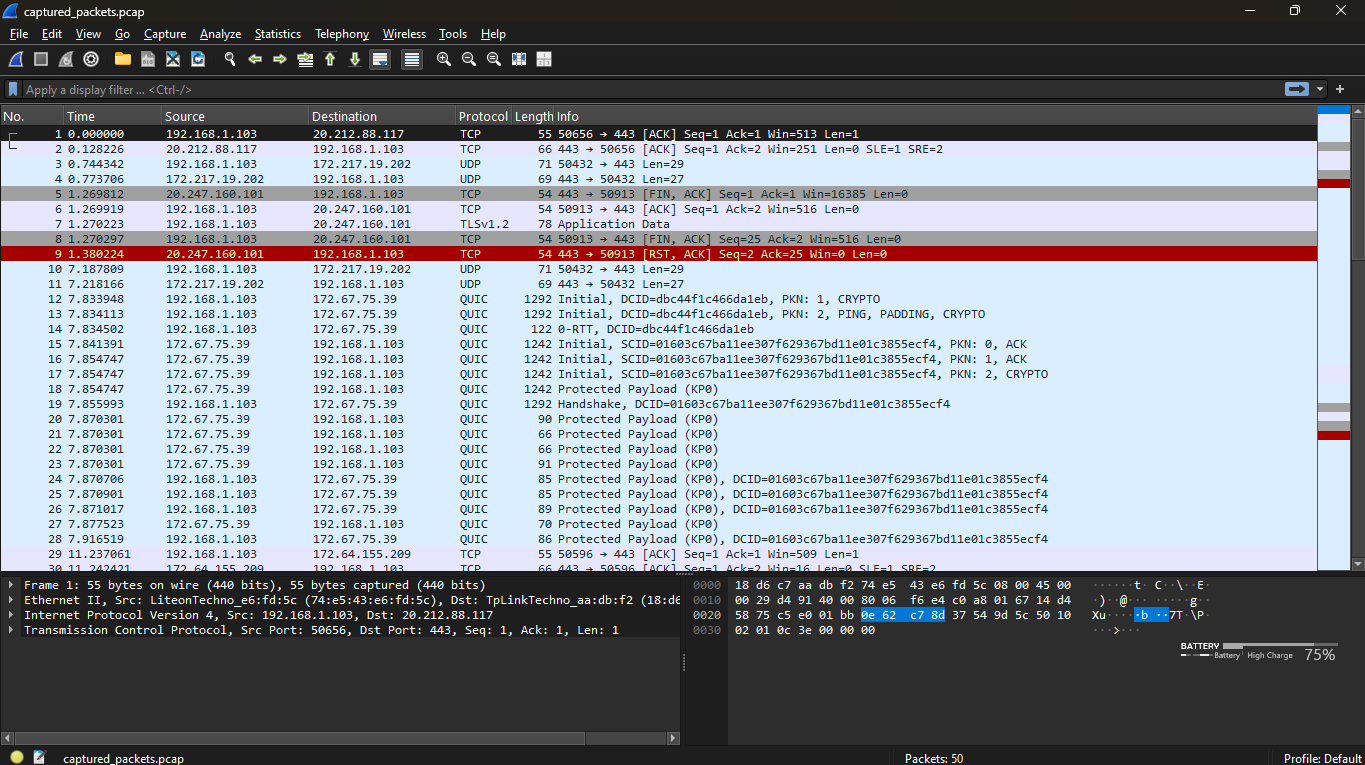 captured_packets.pcap
File Edit View Go Capture Analyze Statistics Telephony Wireless Tools Help
Apply a display filter ... <Ctrl-/>
No. Time Source Destination Protocol Length Info
1 0.000000 192.168.1.103 20.212.88.117 TCP 55 50656 → 443 [ACK] Seq=1 Ack=1 Win=513 Len=1
2 0.128226 20.212.88.117 192.168.1.103 TCP 66 443 → 50656 [ACK] Seq=1 Ack=2 Win=251 Len=0 SLE=1 SRE=2
3 0.744342 192.168.1.103 172.217.19.202 UDP 71 50432 → 443 Len=29
4 0.773706 172.217.19.202 192.168.1.103 UDP 69 443 → 50432 Len=27
5 1.269812 20.247.160.101 192.168.1.103 TCP 54 443 → 50913 [FIN, ACK] Seq=1 Ack=1 Win=16385 Len=0
6 1.269919 192.168.1.103 20.247.160.101 TCP 54 50913 → 443 [ACK] Seq=1 Ack=2 Win=516 Len=0
7 1.270223 192.168.1.103 20.247.160.101 TLSv1.2 78 Application Data
8 1.270297 192.168.1.103 20.247.160.101 TCP 54 50913 → 443 [FIN, ACK] Seq=25 Ack=2 Win=516 Len=0
9 1.380224 20.247.160.101 192.168.1.103 TCP 54 443 → 50913 [RST, ACK] Seq=2 Ack=25 Win=0 Len=0
10 7.187809 192.168.1.103 172.217.19.202 UDP 71 50432 → 443 Len=29
11 7.218166 172.217.19.202 192.168.1.103 UDP 69 443 → 50432 Len=27
12 7.833948 192.168.1.103 172.67.75.39 QUIC 1292 Initial, DCID=dbc44f1c466da1eb, PKN: 1, CRYPTO
13 7.834113 192.168.1.103 172.67.75.39 QUIC 1292 Initial, DCID=dbc44f1c466da1eb, PKN: 2, PING, PADDING, CRYPTO
14 7.834502 192.168.1.103 172.67.75.39 QUIC 122 0-RTT, DCID=dbc44f1c466da1eb
15 7.841391 172.67.75.39 192.168.1.103 QUIC 1242 Initial, SCID=01603c67ba11ee307f629367bd11e01c3855ecf4, PKN: 0, ACK
16 7.854747 172.67.75.39 192.168.1.103 QUIC 1242 Initial, SCID=01603c67ba11ee307f629367bd11e01c3855ecf4, PKN: 1, ACK
17 7.854747 172.67.75.39 192.168.1.103 QUIC 1242 Initial, SCID=01603c67ba11ee307f629367bd11e01c3855ecf4, PKN: 2, CRYPTO
18 7.854747 172.67.75.39 192.168.1.103 QUIC 1242 Protected Payload (KP0)
19 7.855993 192.168.1.103 172.67.75.39 QUIC 1292 Handshake, DCID=01603c67ba11ee307f629367bd11e01c3855ecf4
20 7.870301 172.67.75.39 192.168.1.103 QUIC 90 Protected Payload (KP0)
21 7.870301 172.67.75.39 192.168.1.103 QUIC 66 Protected Payload (KP0)
22 7.870301 172.67.75.39 192.168.1.103 QUIC 66 Protected Payload (KP0)
23 7.870301 172.67.75.39 192.168.1.103 QUIC 91 Protected Payload (KP0)
24 7.870706 192.168.1.103 172.67.75.39 QUIC 85 Protected Payload (KP0), DCID=01603c67ba11ee307f629367bd11e01c3855ecf4
25 7.870901 192.168.1.103 172.67.75.39 QUIC 85 Protected Payload (KP0), DCID=01603c67ba11ee307f629367bd11e01c3855ecf4
26 7.871017 192.168.1.103 172.67.75.39 QUIC 89 Protected Payload (KP0), DCID=01603c67ba11ee307f629367bd11e01c3855ecf4
27 7.877523 172.67.75.39 192.168.1.103 QUIC 70 Protected Payload (KP0)
28 7.916519 192.168.1.103 172.67.75.39 QUIC 86 Protected Payload (KP0), DCID=01603c67ba11ee307f629367bd11e01c3855ecf4
29 11.237061 192.168.1.103 172.64.155.209 TCP 55 50596 → 443 [ACK] Seq=1 Ack=1 Win=509 Len=1
30 11.242421 172.64.155.209 192.168.1.103 TCP 66 443 → 50596 [ACK] Seq=1 Ack=2 Win=16 Len=0 SLE=1 SRE=2
Frame 1: 55 bytes on wire (440 bits), 55 bytes captured (440 bits)
Ethernet II, Src: LiteonTechno_e6:fd:5c (74:e5:43:e6:fd:5c), Dst: TpLinkTechno_aa:db:f2 (18:d6
Internet Protocol Version 4, Src: 192.168.1.103, Dst: 20.212.88.117
Transmission Control Protocol, Src Port: 50656, Dst Port: 443, Seq: 1, Ack: 1, Len: 1
0000 18 d6 c7 aa db f2 74 e5 43 e6 fd 5c 08 00 45 00 ······t· C··\··E·
0010 00 29 d4 91 40 00 80 06 f6 e4 c0 a8 01 67 14 d4 ·)··@··· ·····g··
0020 58 75 c5 e0 01 bb 0e 62 c7 8d 37 54 9d 5c 50 10 Xu·····b ··7T·\P·
0030 02 01 0c 3e 00 00 00 ···>···
BATTERY
Battery High Charge 75%
captured_packets.pcap Packets: 50 Profile: Default